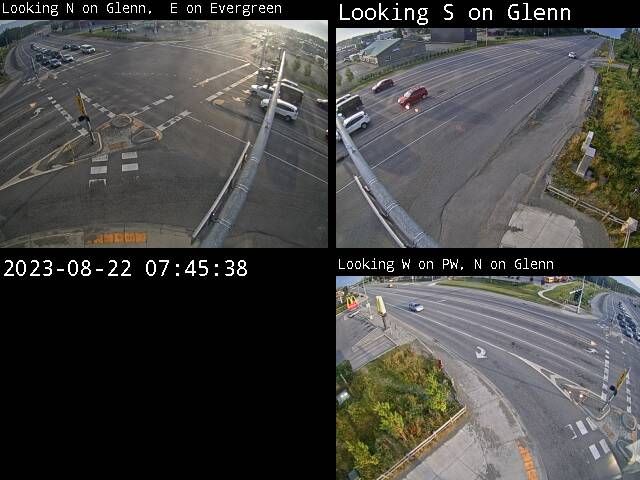 Looking N on Glenn,  E on Evergreen
Looking S on Glenn
2023-08-22 07:45:38
Looking W on PW, N on Glenn